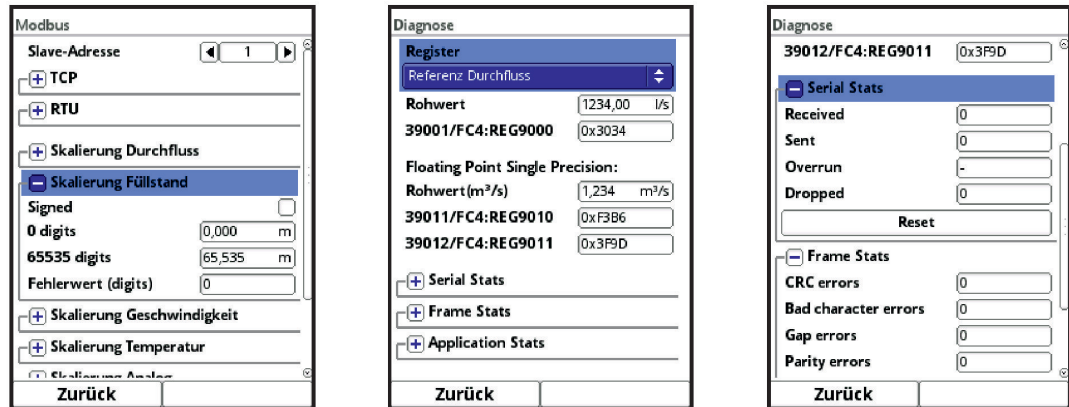 Modbus
Slave-Adresse 1
TCP
RTU
Skalierung Durchfluss
Skalierung Füllstand
Signed
0 digits 0,000 m
65535 digits 65,535 m
Fehlerwert (digits) 0
Skalierung Geschwindigkeit
Skalierung Temperatur
Skalierung Analog
Zurück
Diagnose
Register
Referenz Durchfluss
Rohwert 1234,00 l/s
39001/FC4:REG9000 0x3034
Floating Point Single Precision:
Rohwert(m³/s) 1,234 m³/s
39011/FC4:REG9010 0xF3B6
39012/FC4:REG9011 0x3F9D
Serial Stats
Frame Stats
Application Stats
Zurück
Diagnose
39012/FC4:REG9011 0x3F9D
Serial Stats
Received 0
Sent 0
Overrun -
Dropped 0
Reset
Frame Stats
CRC errors 0
Bad character errors 0
Gap errors 0
Parity errors 0
Zurück